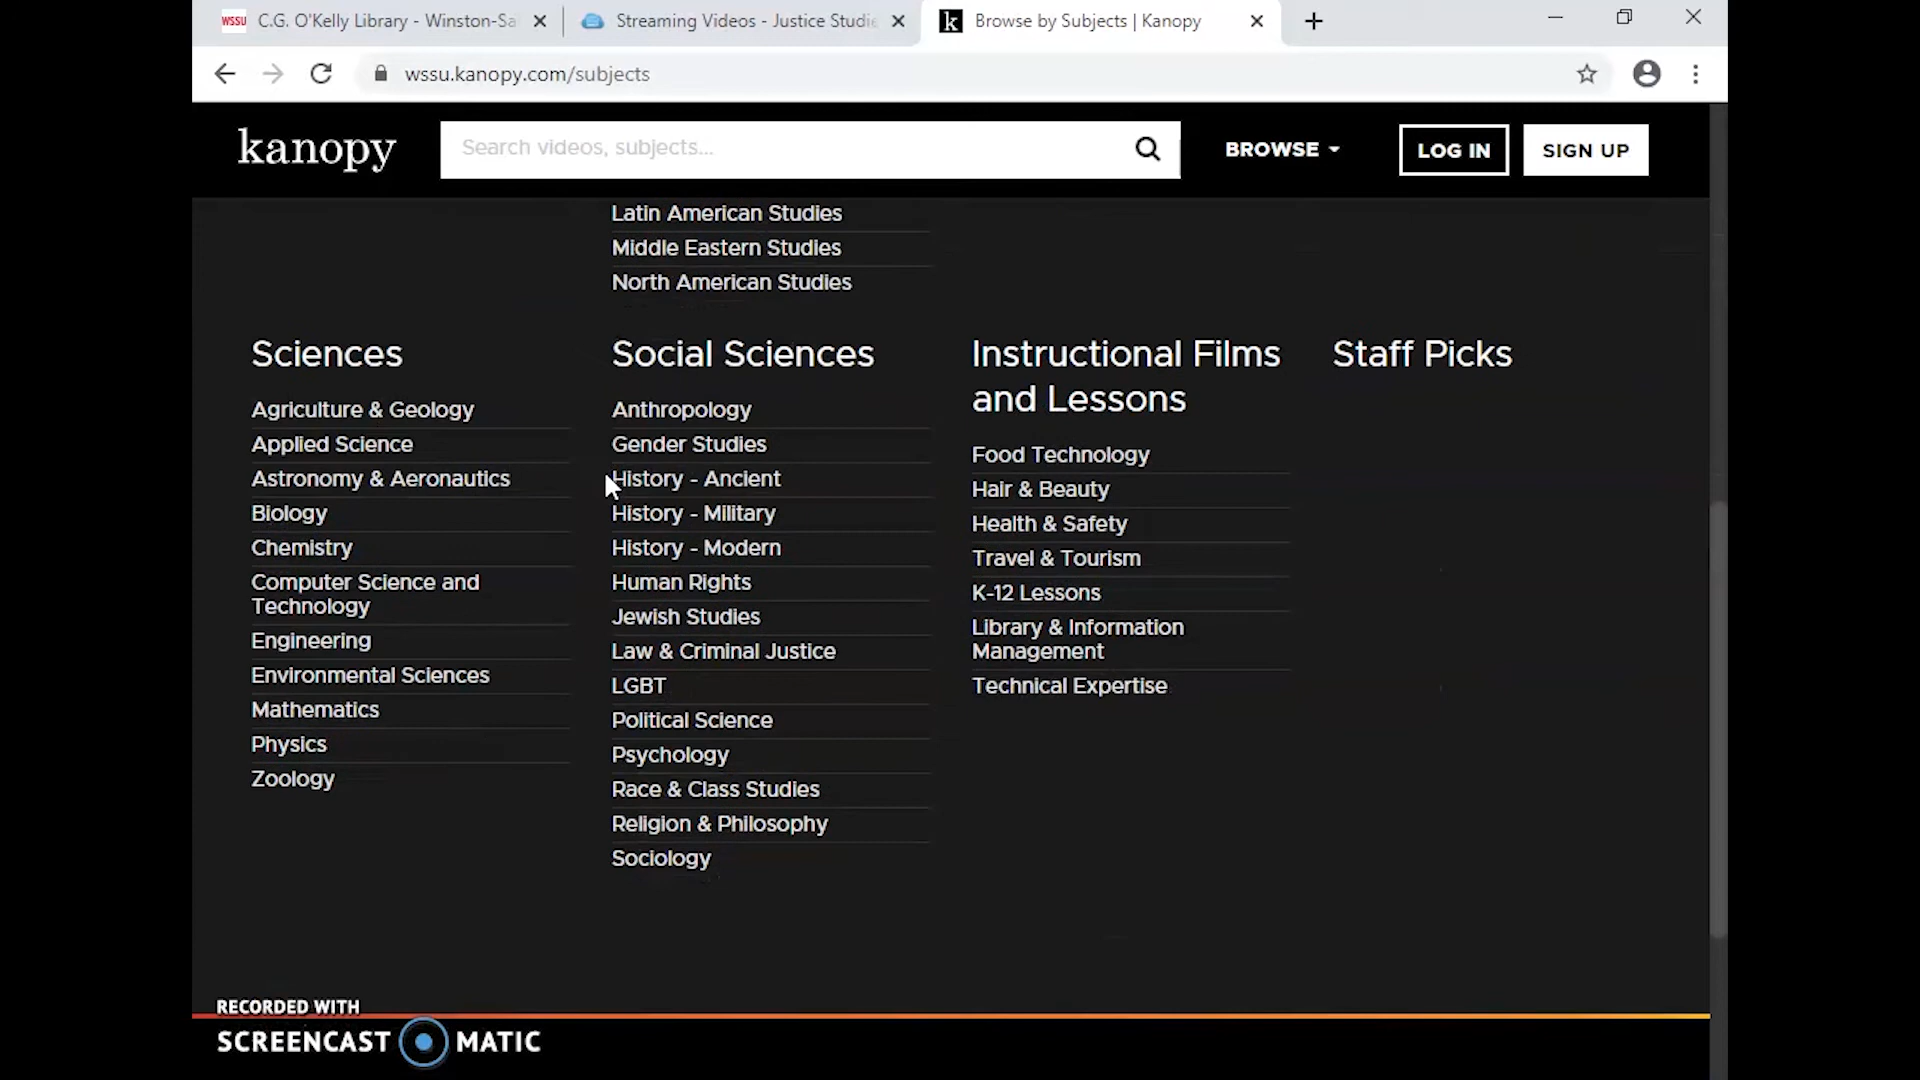 WSSU C.G. O'Kelly Library - Winston-Sa
Streaming Videos - Justice Studie
k Browse by Subjects | Kanopy
wssu.kanopy.com/subjects
kanopy
Search videos, subjects...
BROWSE
LOG IN
SIGN UP
Latin American Studies
Middle Eastern Studies
North American Studies
Sciences
Agriculture & Geology
Applied Science
Astronomy & Aeronautics
Biology
Chemistry
Computer Science and
Technology
Engineering
Environmental Sciences
Mathematics
Physics
Zoology
Social Sciences
Anthropology
Gender Studies
History - Ancient
History - Military
History - Modern
Human Rights
Jewish Studies
Law & Criminal Justice
LGBT
Political Science
Psychology
Race & Class Studies
Religion & Philosophy
Sociology
Instructional Films
and Lessons
Food Technology
Hair & Beauty
Health & Safety
Travel & Tourism
K-12 Lessons
Library & Information
Management
Technical Expertise
Staff Picks
RECORDED WITH
SCREENCAST MATIC